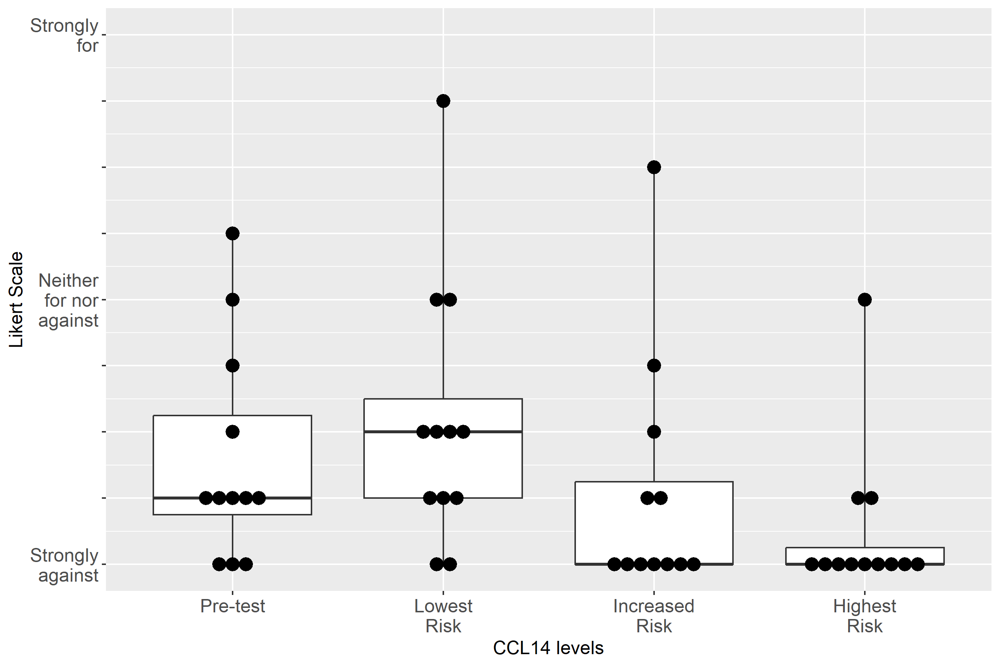 Strongly
for
Neither
for nor
against
Strongly
against
Likert Scale
Pre-test
Lowest
Risk
Increased
Risk
Highest
Risk
CCL14 levels